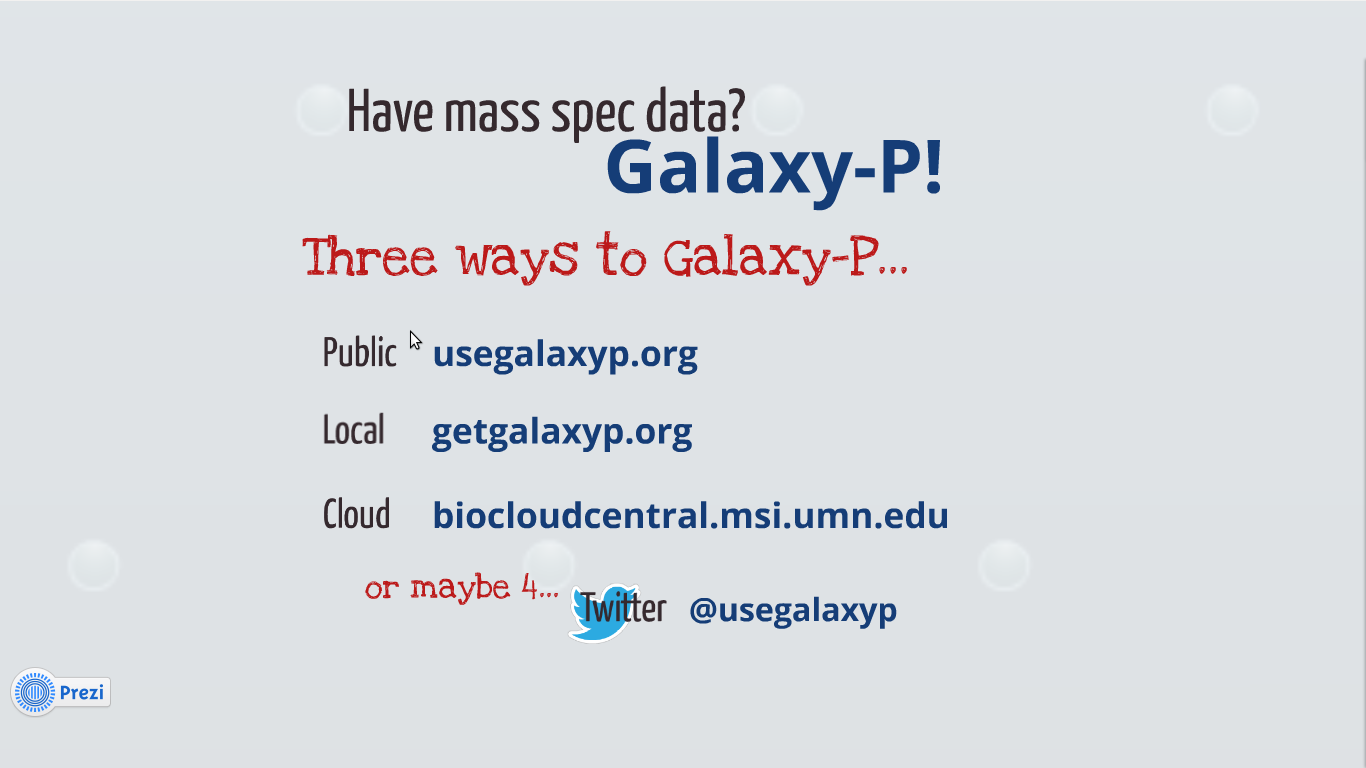 Have mass spec data?
Galaxy-P!
Three ways to Galaxy-P...
Public usegalaxyp.org
Local getgalaxyp.org
Cloud biocloudcentral.msi.umn.edu
or maybe 4...
Twitter @usegalaxyp
Prezi